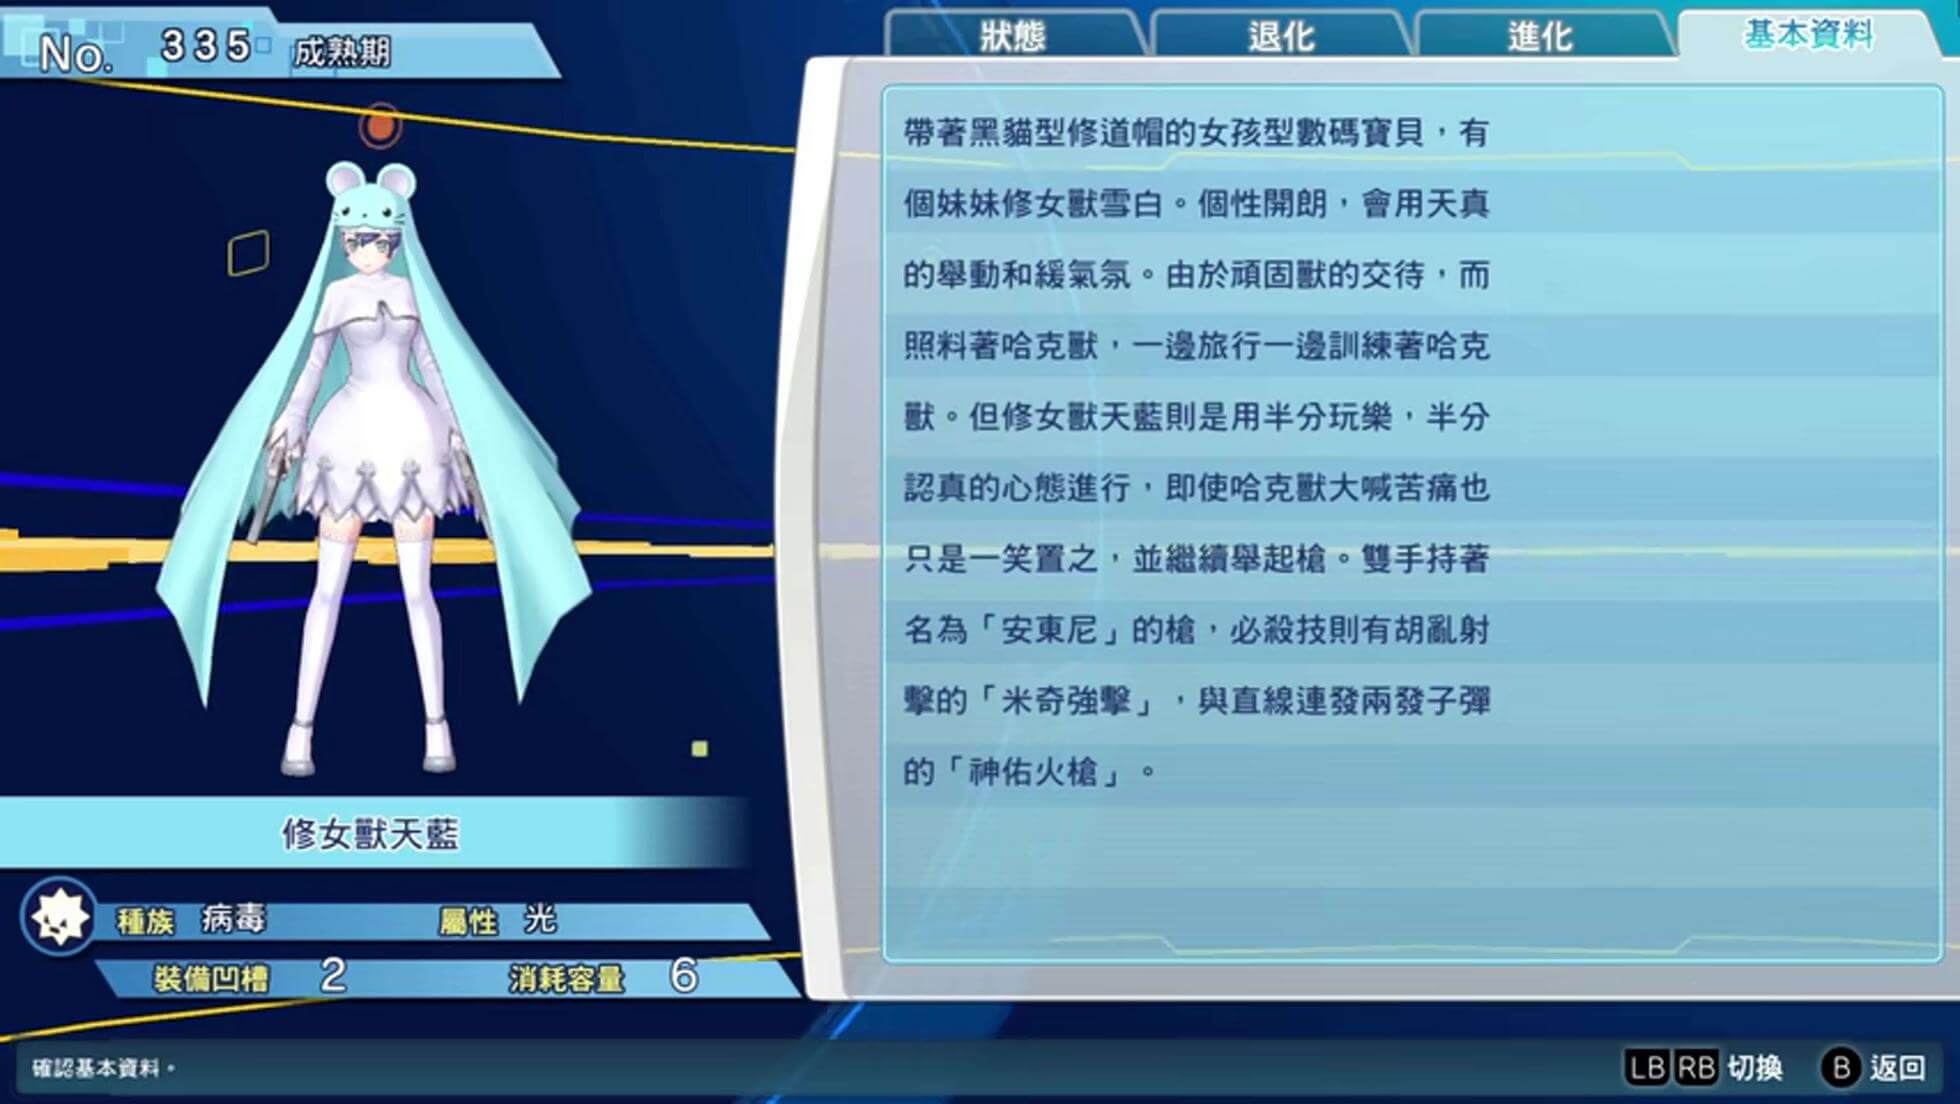 No. 335 成熟期
狀態 退化 進化 基本資料
帶著黑貓型修道帽的女孩型數碼寶貝，有
個妹妹修女獸雪白。個性開朗，會用天真
的舉動和緩氣氛。由於頑固獸的交待，而
照料著哈克獸，一邊旅行一邊訓練著哈克
獸。但修女獸天藍則是用半分玩樂，半分
認真的心態進行，即使哈克獸大喊苦痛也
只是一笑置之，並繼續舉起槍。雙手持著
名為「安東尼」的槍，必殺技則有胡亂射
擊的「米奇強擊」，與直線連發兩發子彈
的「神佑火槍」。
修女獸天藍
種族 病毒 屬性 光
裝備凹槽 2 消耗容量 6
確認基本資料。
LB RB 切換 B 返回